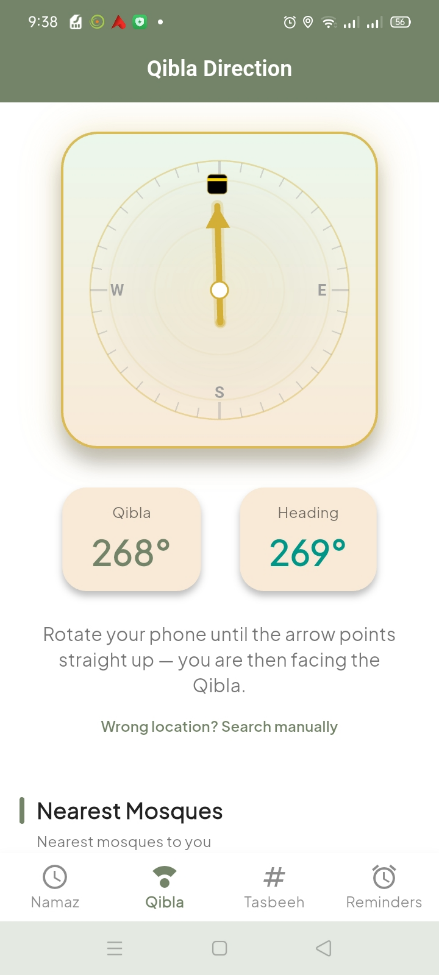 9:38
56
Qibla Direction
W
E
S
Qibla
Heading
268°
269°
Rotate your phone until the arrow points
straight up — you are then facing the
Qibla.
Wrong location? Search manually
Nearest Mosques
Nearest mosques to you
Namaz
Qibla
Tasbeeh
Reminders